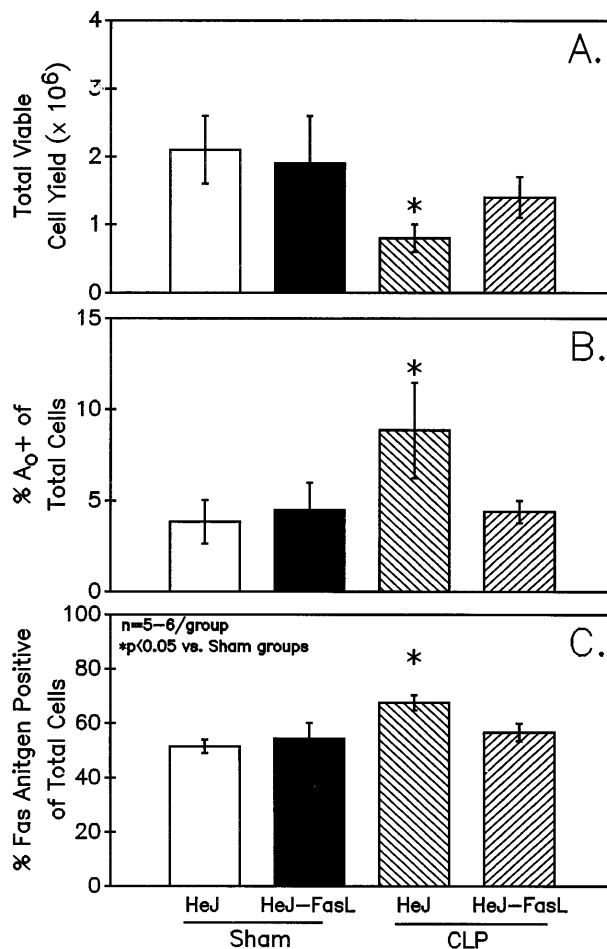 A.
Total Viable
Cell Yield (x 10⁶)
4
3
2
1
0
*
B.
% A₀+ of
Total Cells
15
10
5
0
*
C.
n=5-6/group
*p<0.05 vs. Sham groups
% Fas Anitgen Positive
of Total Cells
100
80
60
40
20
0
*
HeJ HeJ-FasL HeJ HeJ-FasL
Sham CLP